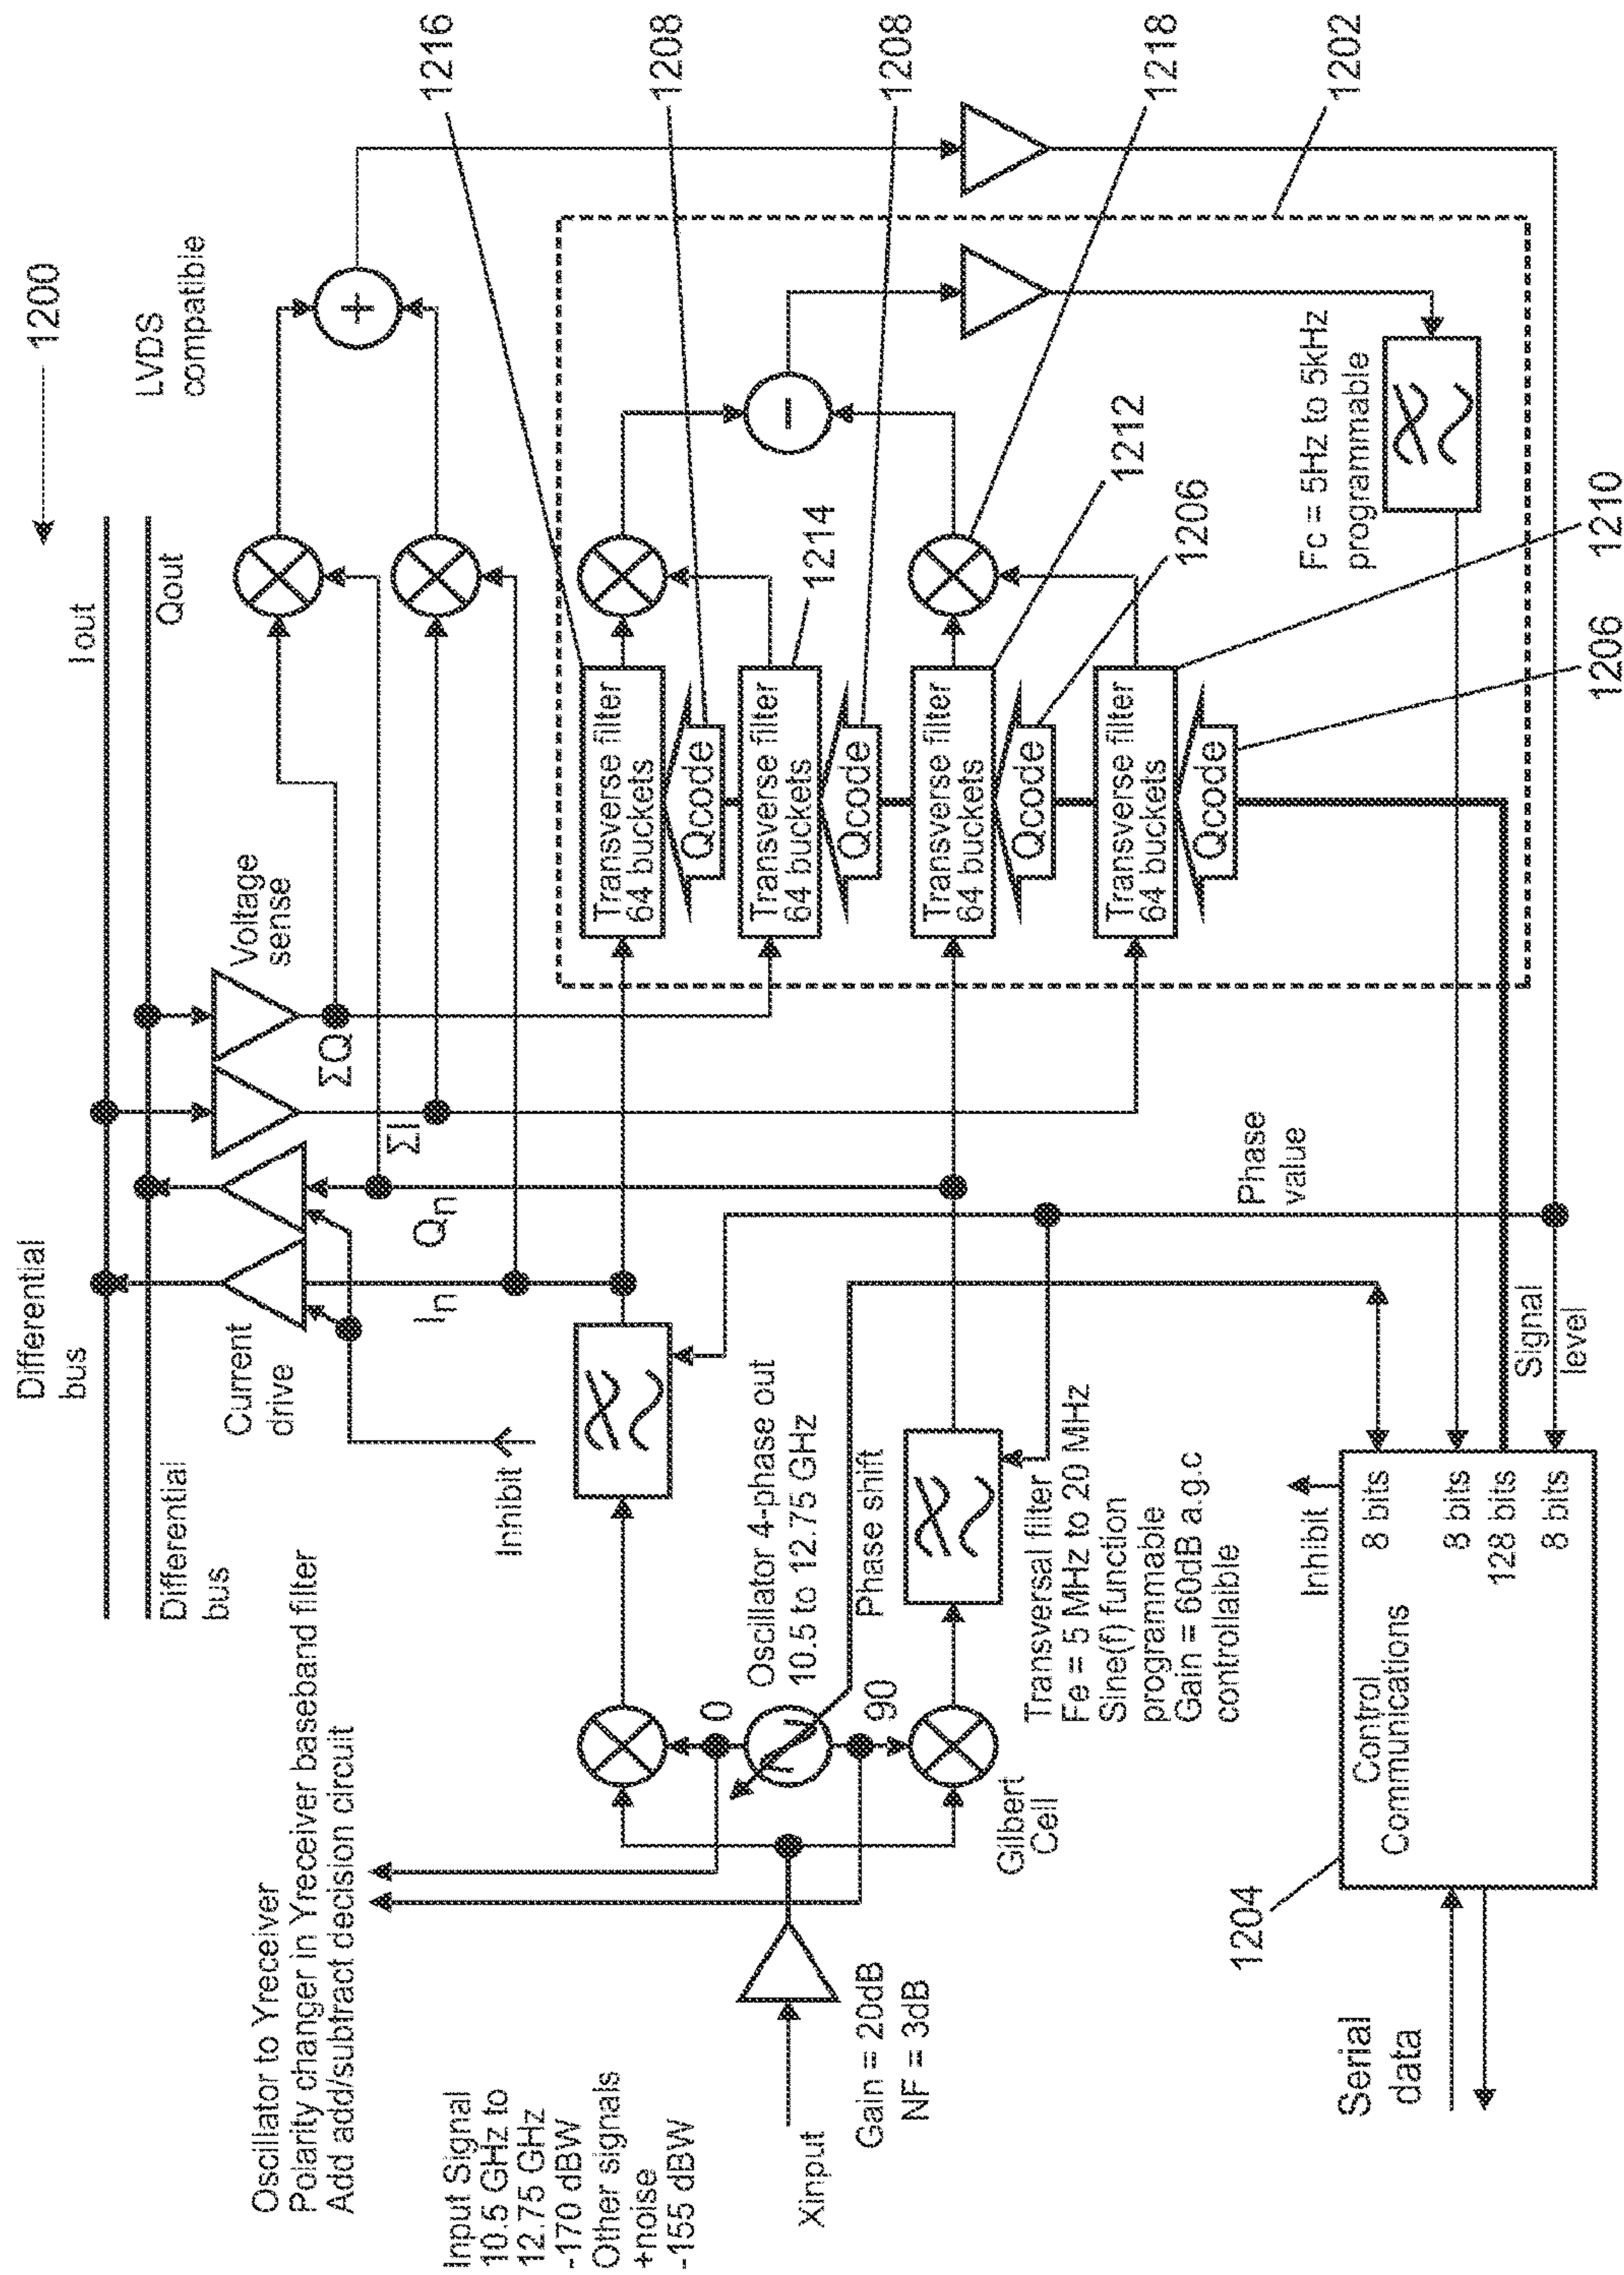 1200
Differential
bus
Iout
Differential
bus
Qout
LVDS
compatible
Oscillator to Yreceiver
Polarity changer in Yreceiver baseband filter
Add add/subtract decision circuit
Current
drive
Voltage
sense
ΣQ
ΣI
Qn
In
Inhibit
1216
1208
1208
1218
1202
Input Signal
10.5 GHz to
12.75 GHz
-170 dBW
Other signals
+noise
-155 dBW
Xinput
Gain = 20dB
NF = 3dB
0
90
Oscillator 4-phase out
10.5 to 12.75 GHz
Phase shift
Gilbert
Cell
Transversal filter
Fe = 5 MHz to 20 MHz
Sine(f) function
programmable
Gain = 60dB a.g.c
controllable
Transverse filter
64 buckets
Qcode
Transverse filter
64 buckets
Qcode
Transverse filter
64 buckets
Qcode
Transverse filter
64 buckets
Qcode
1214
1212
1206
Fc = 5Hz to 5kHz
programmable
1206
1210
Phase
value
Signal
level
1204
Serial
data
Control
Communications
Inhibit
8 bits
8 bits
128 bits
8 bits